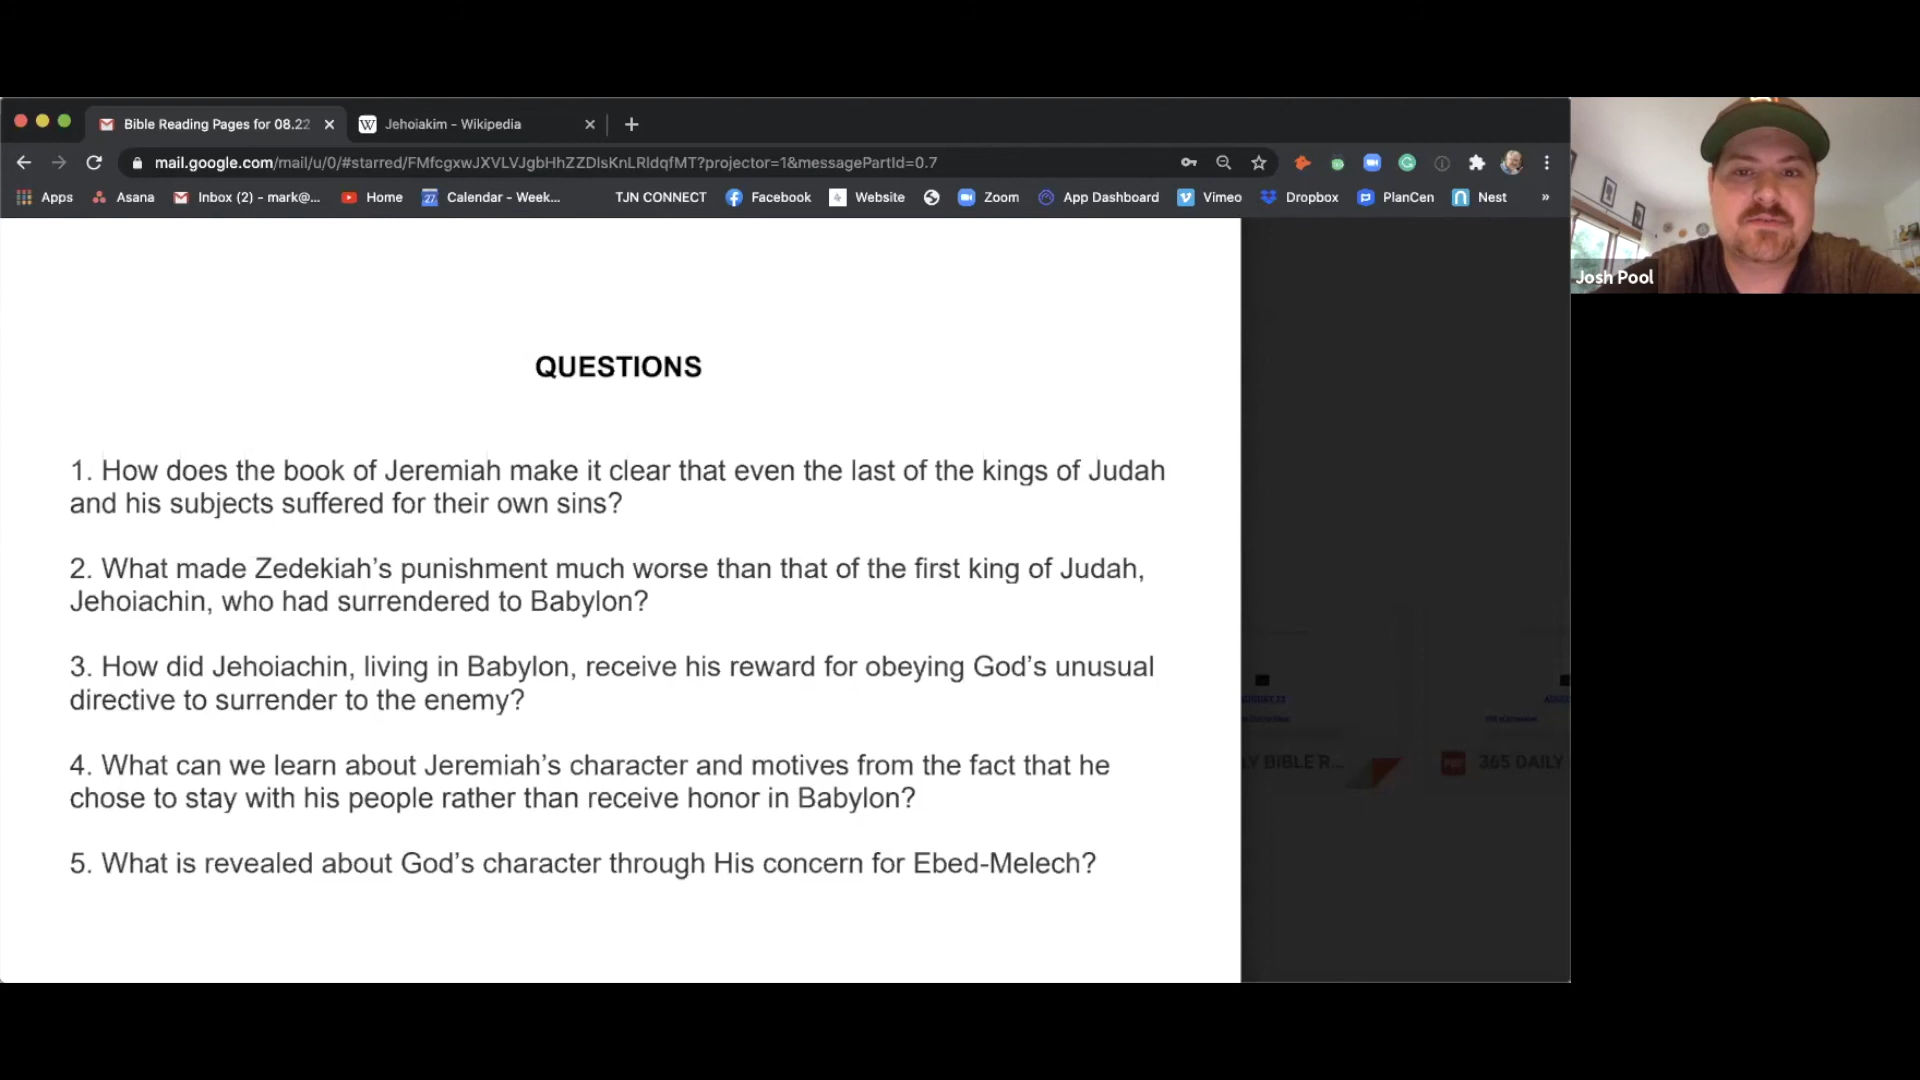 Bible Reading Pages for 08.22
Jehoiakim - Wikipedia
mail.google.com/mail/u/0/#starred/FMfcgxwJXVLVJgbHhZZDlsKnLRldqfMT?projector=1&messagePartId=0.7
Apps Asana Inbox (2) - mark@... Home Calendar - Week... TJN CONNECT Facebook Website Zoom App Dashboard Vimeo Dropbox PlanCen Nest »
Josh Pool
QUESTIONS
1. How does the book of Jeremiah make it clear that even the last of the kings of Judah
and his subjects suffered for their own sins?
2. What made Zedekiah’s punishment much worse than that of the first king of Judah,
Jehoiachin, who had surrendered to Babylon?
3. How did Jehoiachin, living in Babylon, receive his reward for obeying God’s unusual
directive to surrender to the enemy?
4. What can we learn about Jeremiah’s character and motives from the fact that he
chose to stay with his people rather than receive honor in Babylon?
5. What is revealed about God’s character through His concern for Ebed-Melech?
LY BIBLE R...
365 DAILY